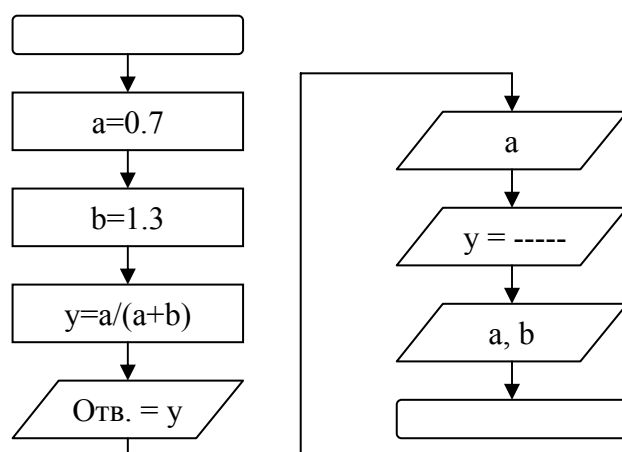 a=0.7
b=1.3
y=a/(a+b)
Отв. = y
a
y = -----
a, b